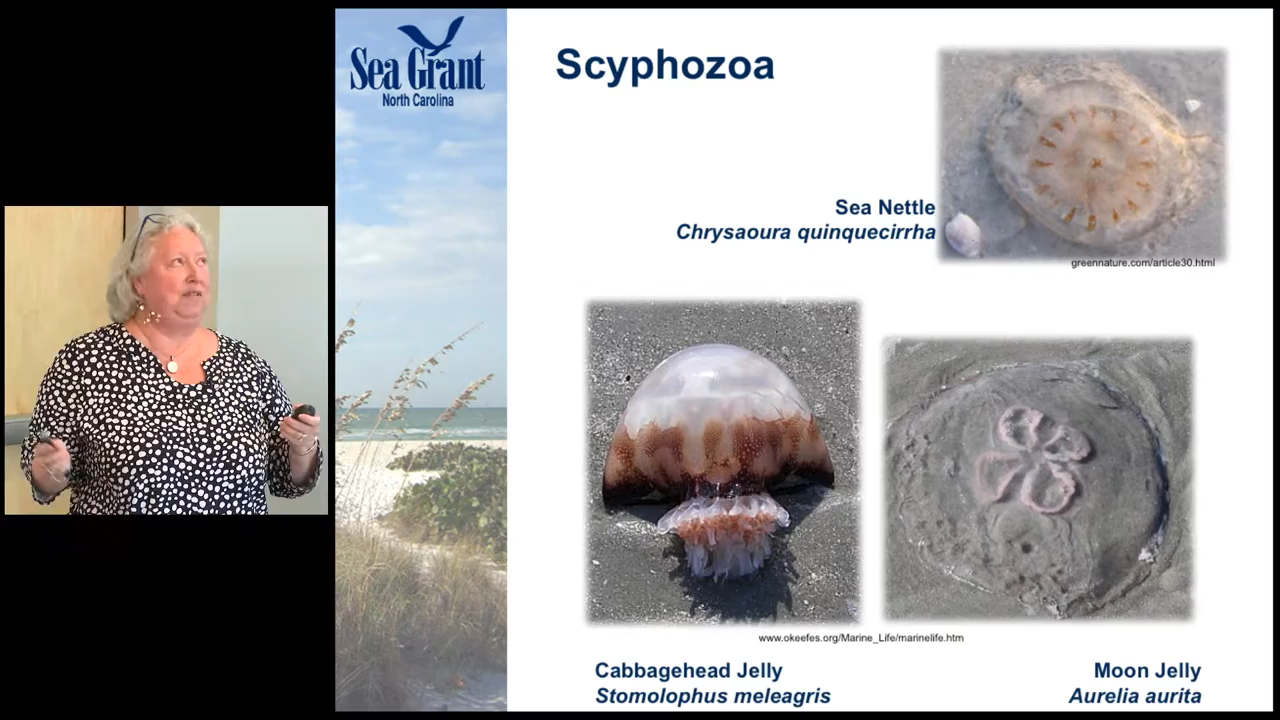 Sea Grant
North Carolina
Scyphozoa
Sea Nettle
Chrysaoura quinquecirrha
greennature.com/article30.html
www.okeefes.org/Marine_Life/marinelife.htm
Cabbagehead Jelly
Stomolophus meleagris
Moon Jelly
Aurelia aurita